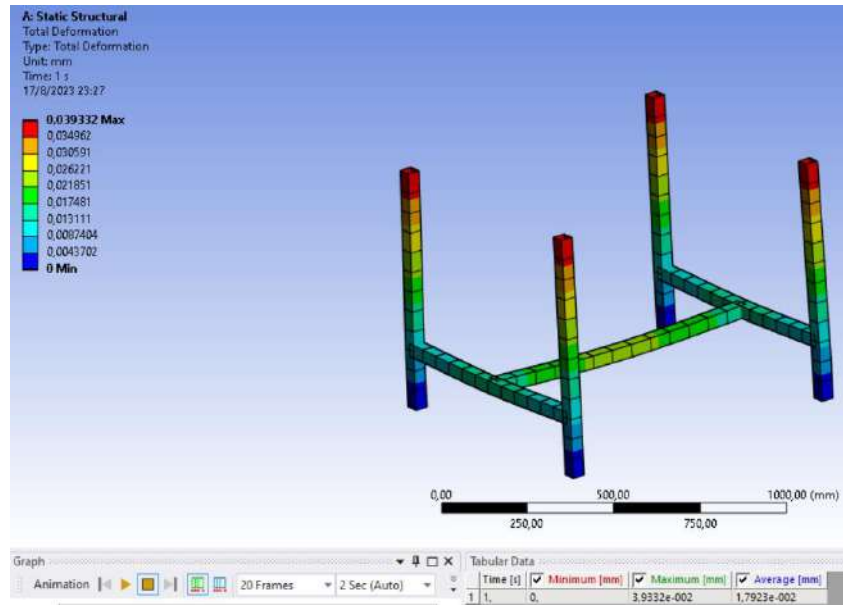 A: Static Structural
Total Deformation
Type: Total Deformation
Unit: mm
Time: 1 s
17/8/2023 23:27
0,039332 Max
0,034962
0,030591
0,026221
0,021851
0,017481
0,013111
0,0087404
0,0043702
0 Min
0,00 500,00 1000,00 (mm)
250,00 750,00
Graph
Animation 20 Frames 2 Sec (Auto)
Tabular Data
Time [s] Minimum [mm] Maximum [mm] Average [mm]
1 1, 0, 3,9332e-002 1,7923e-002